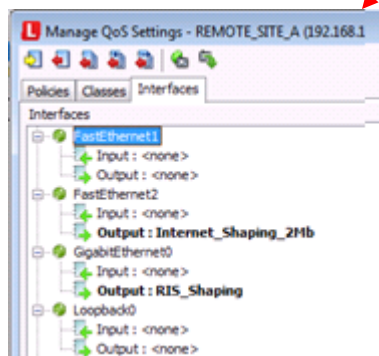 Manage QoS Settings - REMOTE_SITE_A (192.168.1
Policies Classes Interfaces
Interfaces
FastEthernet1
Input : <none>
Output : <none>
FastEthernet2
Input : <none>
Output : Internet_Shaping_2Mb
GigabitEthernet0
Input : <none>
Output : RIS_Shaping
Loopback0
Input : <none>
Output : <none>